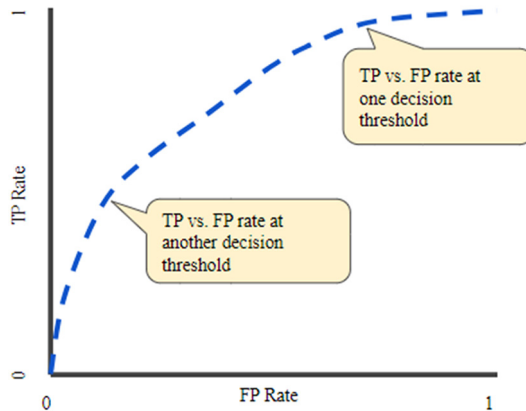 1
TP vs. FP rate at
one decision
threshold
TP Rate
TP vs. FP rate at
another decision
threshold
0
0
FP Rate
1